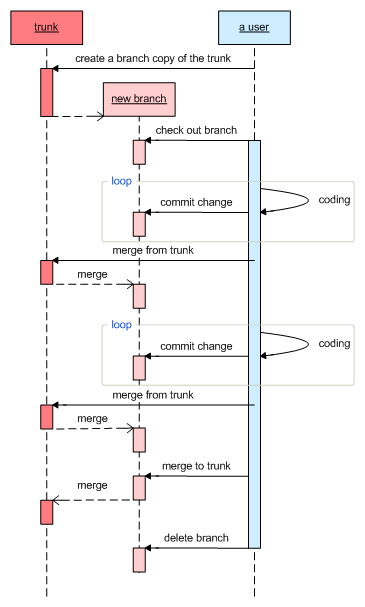 trunk
a user
create a branch copy of the trunk
new branch
check out branch
loop
commit change
coding
merge from trunk
merge
loop
commit change
coding
merge from trunk
merge
merge to trunk
merge
delete branch